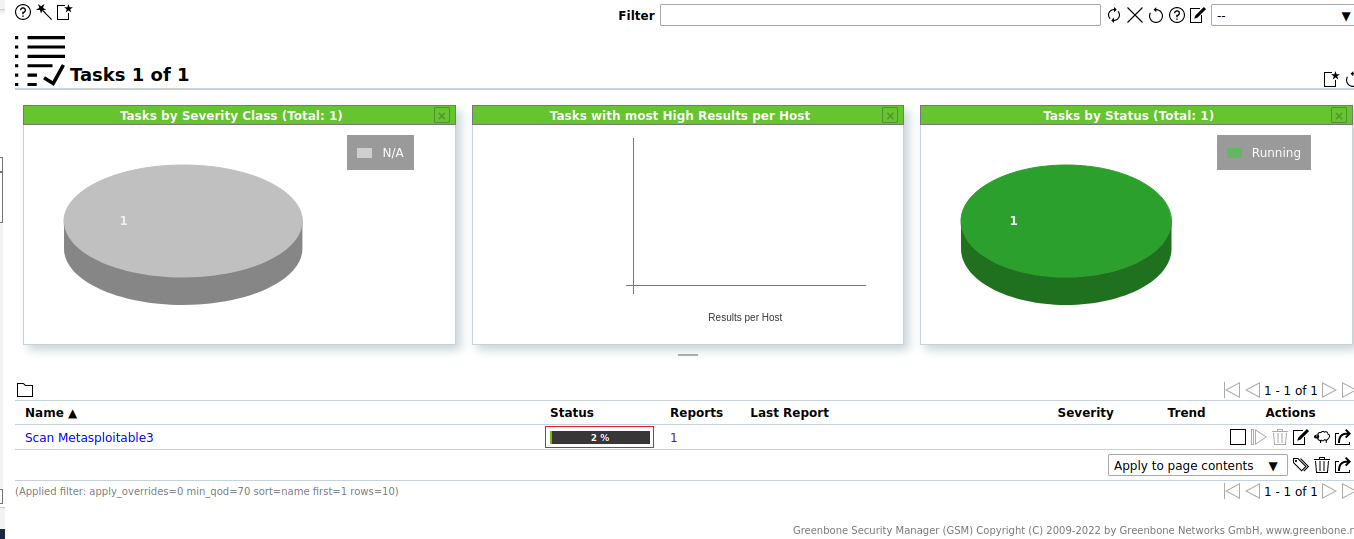 Filter
--
Tasks 1 of 1
Tasks by Severity Class (Total: 1)
N/A
1
Tasks with most High Results per Host
Results per Host
Tasks by Status (Total: 1)
Running
1
1 - 1 of 1
Name ▲ Status Reports Last Report Severity Trend Actions
Scan Metasploitable3 2 % 1
Apply to page contents
(Applied filter: apply_overrides=0 min_qod=70 sort=name first=1 rows=10) 1 - 1 of 1
Greenbone Security Manager (GSM) Copyright (C) 2009-2022 by Greenbone Networks GmbH, www.greenbone.